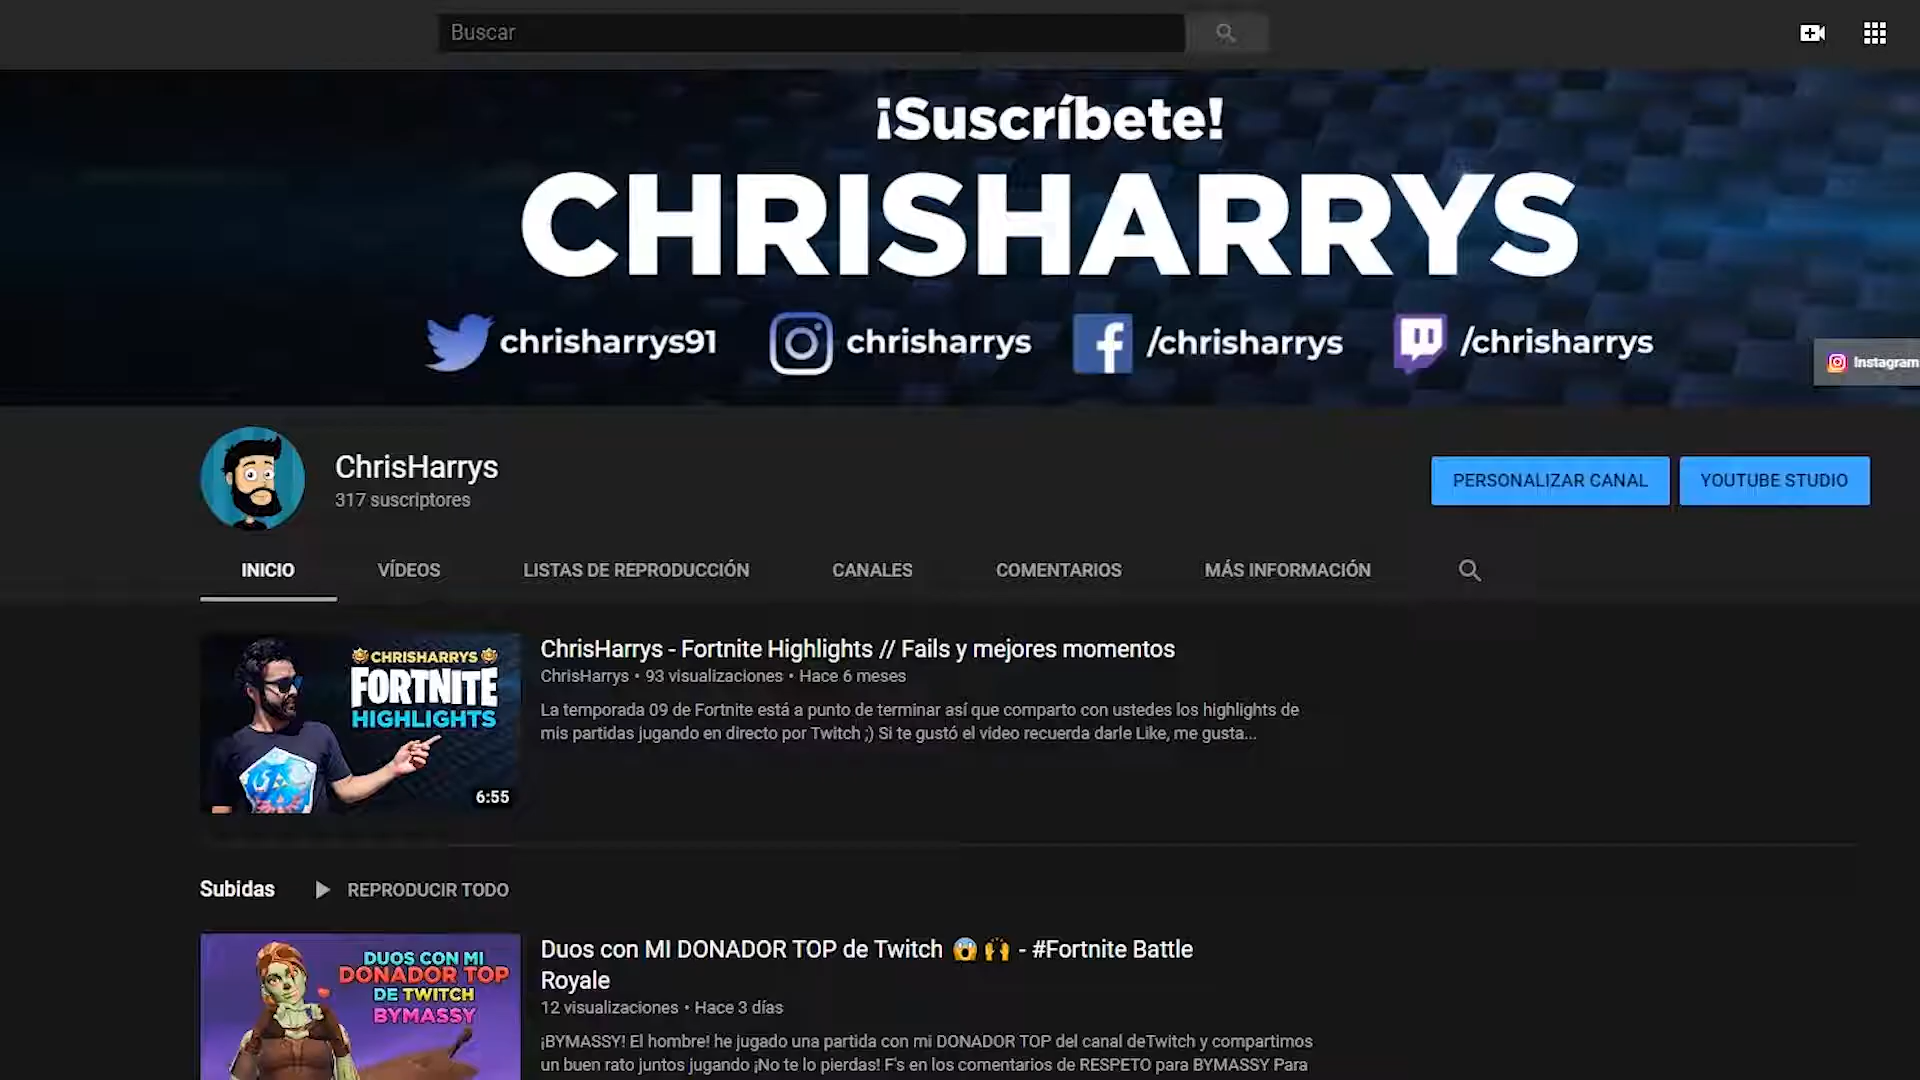 Buscar
¡Suscríbete!
CHRISHARRYS
chrisharrys91
chrisharrys
/chrisharrys
/chrisharrys
Instagram
ChrisHarrys
317 suscriptores
PERSONALIZAR CANAL
YOUTUBE STUDIO
INICIO
VÍDEOS
LISTAS DE REPRODUCCIÓN
CANALES
COMENTARIOS
MÁS INFORMACIÓN
CHRISHARRYS
FORTNITE
HIGHLIGHTS
6:55
ChrisHarrys - Fortnite Highlights // Fails y mejores momentos
ChrisHarrys • 93 visualizaciones • Hace 6 meses
La temporada 09 de Fortnite está a punto de terminar así que comparto con ustedes los highlights de
mis partidas jugando en directo por Twitch ;) Si te gustó el video recuerda darle Like, me gusta...
Subidas
REPRODUCIR TODO
DUOS CON MI
DONADOR TOP
DE TWITCH
BYMASSY
Duos con MI DONADOR TOP de Twitch 😱🙌 - #Fortnite Battle
Royale
12 visualizaciones • Hace 3 días
¡BYMASSY! El hombre! he jugado una partida con mi DONADOR TOP del canal deTwitch y compartimos
un buen rato juntos jugando ¡No te lo pierdas! F's en los comentarios de RESPETO para BYMASSY Para